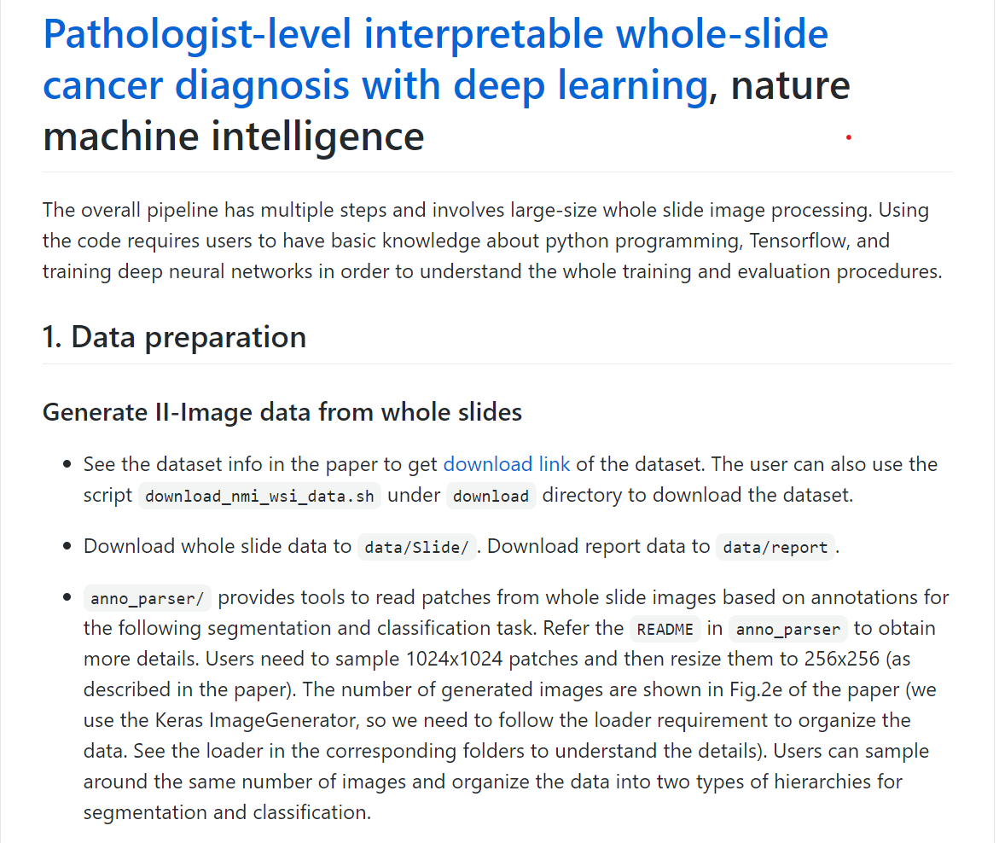 Pathologist-level interpretable whole-slide
cancer diagnosis with deep learning, nature
machine intelligence
The overall pipeline has multiple steps and involves large-size whole slide image processing. Using
the code requires users to have basic knowledge about python programming, Tensorflow, and
training deep neural networks in order to understand the whole training and evaluation procedures.
1. Data preparation
Generate II-Image data from whole slides
• See the dataset info in the paper to get download link of the dataset. The user can also use the
script download_nmi_wsi_data.sh under download directory to download the dataset.
• Download whole slide data to data/Slide/. Download report data to data/report.
• anno_parser/ provides tools to read patches from whole slide images based on annotations for
the following segmentation and classification task. Refer the README in anno_parser to obtain
more details. Users need to sample 1024x1024 patches and then resize them to 256x256 (as
described in the paper). The number of generated images are shown in Fig.2e of the paper (we
use the Keras ImageGenerator, so we need to follow the loader requirement to organize the
data. See the loader in the corresponding folders to understand the details). Users can sample
around the same number of images and organize the data into two types of hierarchies for
segmentation and classification.